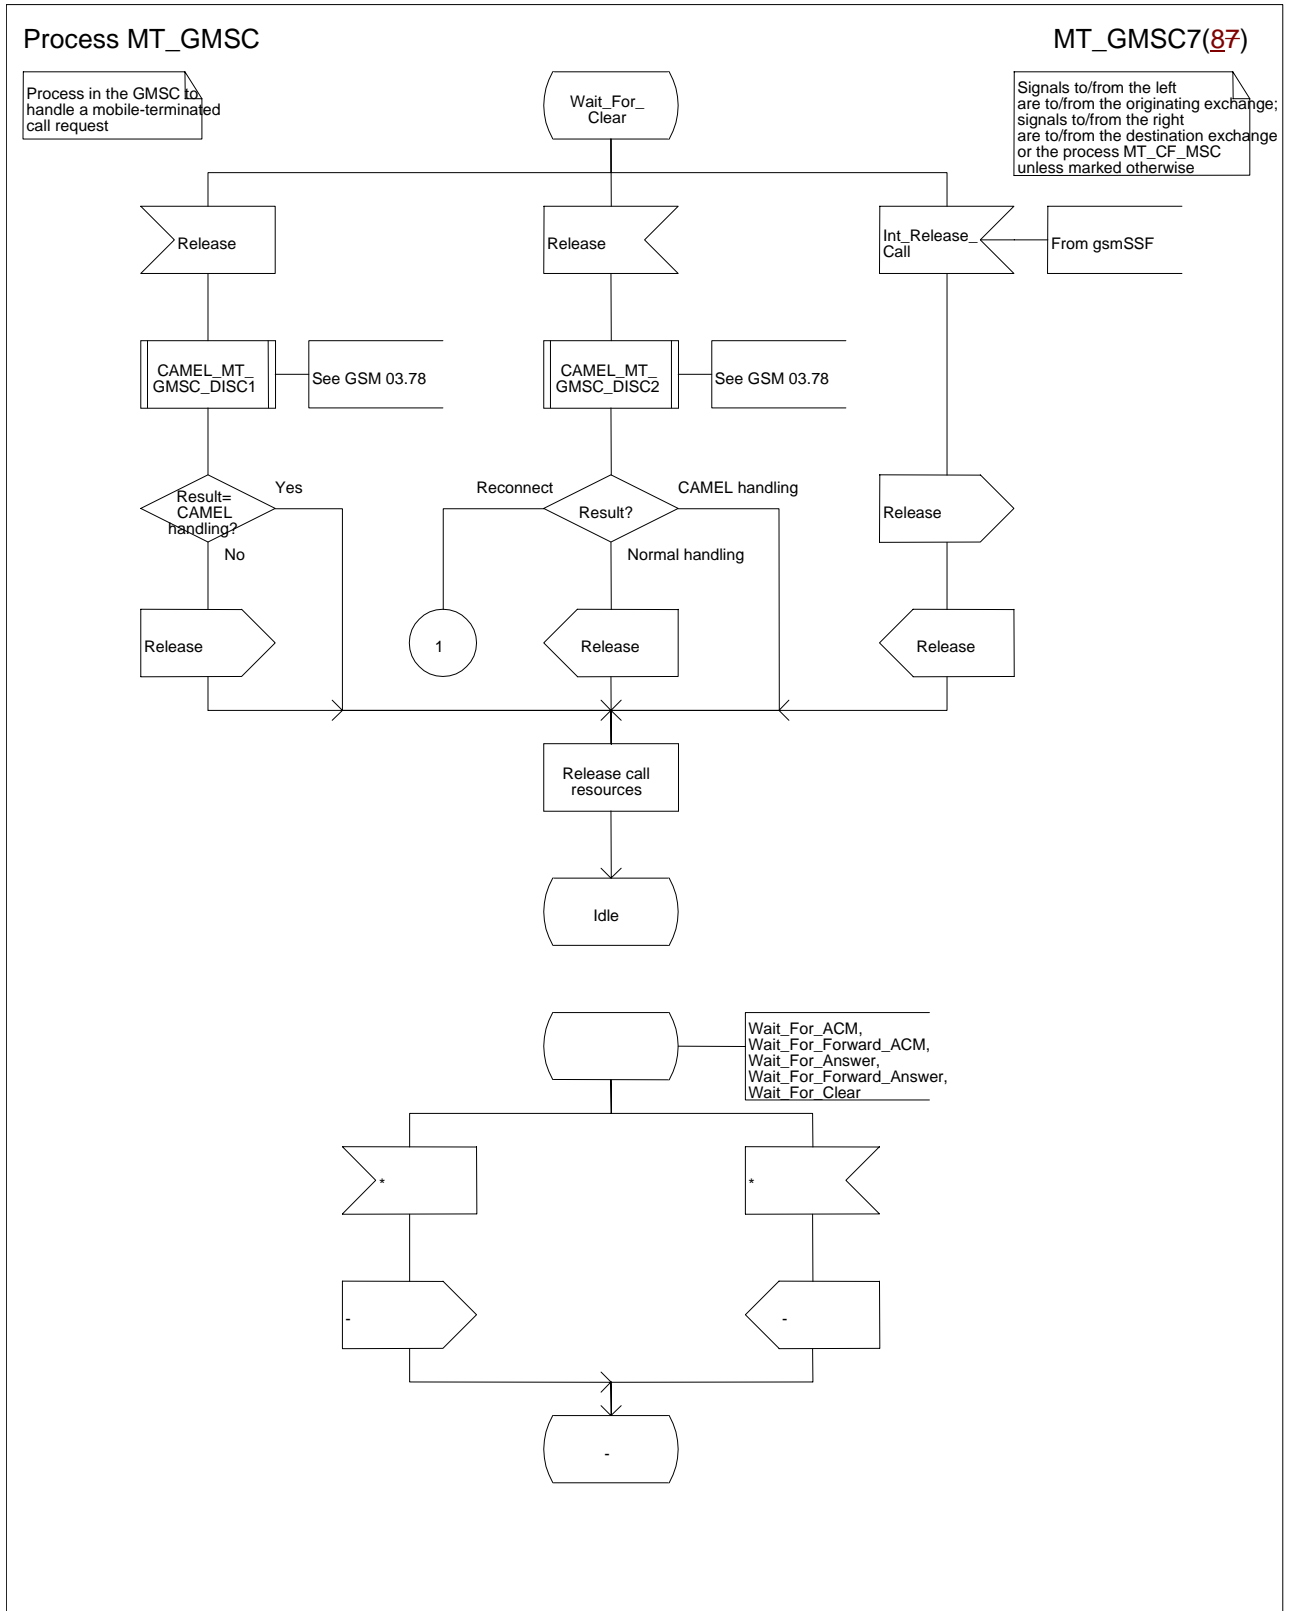 Process MT_GMSC
MT_GMSC7(87)
Process in the GMSC to
handle a mobile-terminated
call request
Signals to/from the left
are to/from the originating exchange;
signals to/from the right
are to/from the destination exchange
or the process MT_CF_MSC
unless marked otherwise
Wait_For_
Clear
Release
Release
Int_Release_
Call
From gsmSSF
CAMEL_MT_
GMSC_DISC1
See GSM 03.78
CAMEL_MT_
GMSC_DISC2
See GSM 03.78
Result=
CAMEL
handling?
Yes
No
Reconnect
Result?
CAMEL handling
Normal handling
Release
Release
1
Release
Release
Release call
resources
Idle
Wait_For_ACM,
Wait_For_Forward_ACM,
Wait_For_Answer,
Wait_For_Forward_Answer,
Wait_For_Clear
*
*
-
-
-